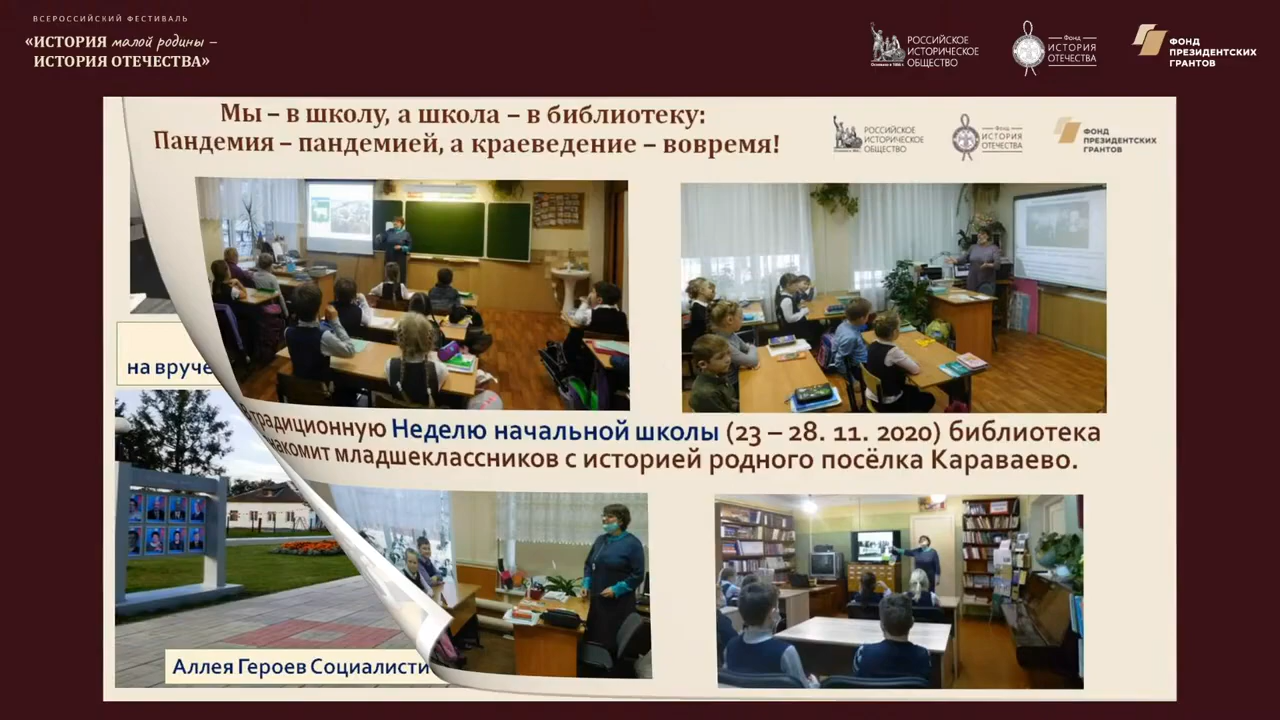 ВСЕРОССИЙСКИЙ ФЕСТИВАЛЬ
«ИСТОРИЯ малой родины –
ИСТОРИЯ ОТЕЧЕСТВА»
РОССИЙСКОЕ
ИСТОРИЧЕСКОЕ
ОБЩЕСТВО
Фонд
ИСТОРИЯ
ОТЕЧЕСТВА
ФОНД
ПРЕЗИДЕНТСКИХ
ГРАНТОВ
Мы – в школу, а школа – в библиотеку:
Пандемия – пандемией, а краеведение – вовремя!
РОССИЙСКОЕ
ИСТОРИЧЕСКОЕ
ОБЩЕСТВО
Фонд
ИСТОРИЯ
ОТЕЧЕСТВА
ФОНД
ПРЕЗИДЕНТСКИХ
ГРАНТОВ
на вруче
В традиционную Неделю начальной школы (23 – 28. 11. 2020) библиотека
накомит младшеклассников с историей родного посёлка Караваево.
Аллея Героев Социалисти